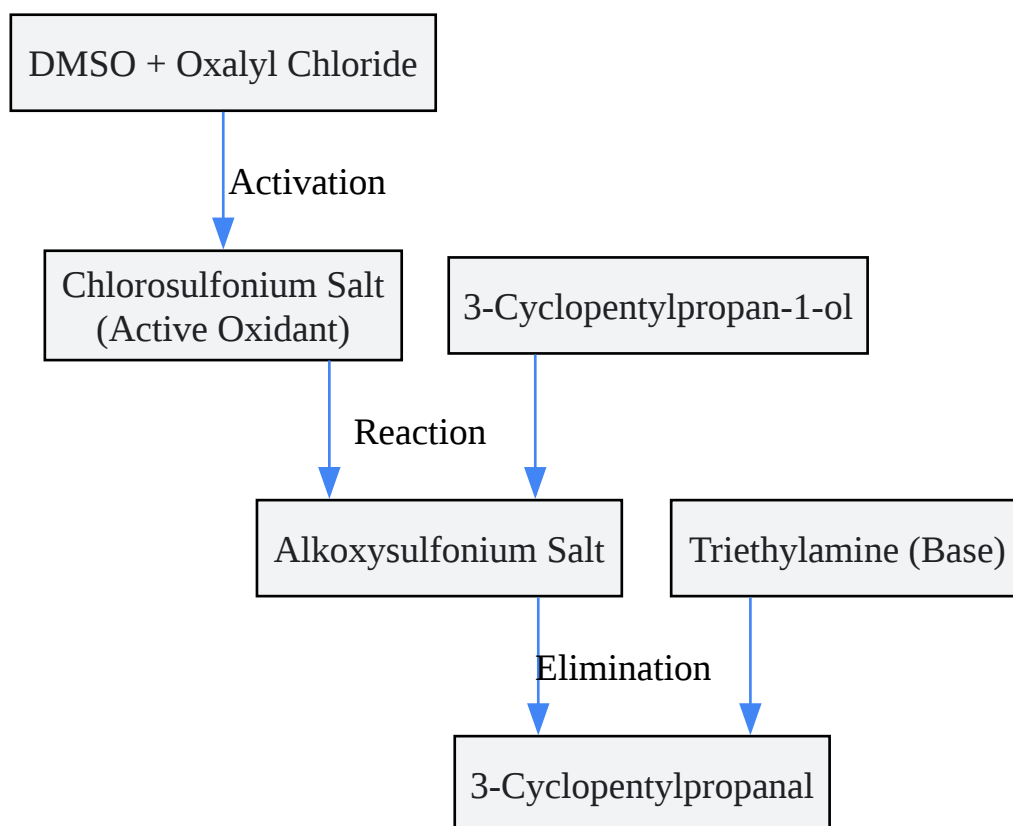 DMSO + Oxalyl Chloride
Activation
Chlorosulfonium Salt
(Active Oxidant)
3-Cyclopentylpropan-1-ol
Reaction
Alkoxysulfonium Salt
Triethylamine (Base)
Elimination
3-Cyclopentylpropanal